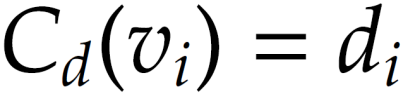 C_d(v_i) = d_i